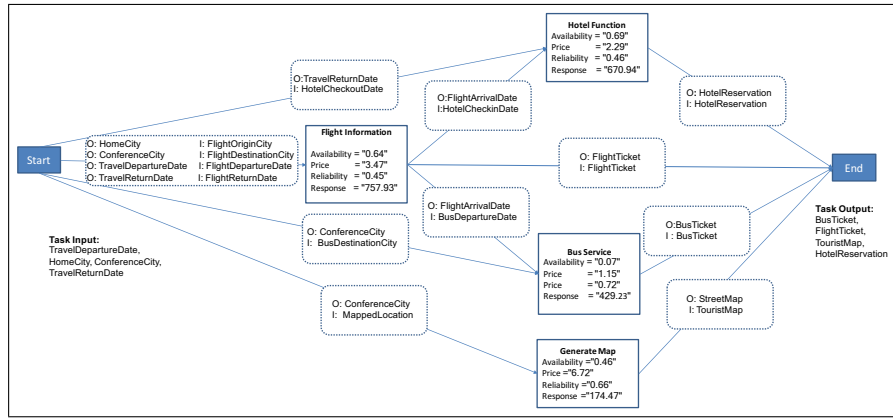 Hotel Function
Availability = "0.69"
Price = "2.29"
Reliability = "0.46"
Response = "670.94"
O:TravelReturnDate
I: HotelCheckoutDate
O:FlightArrivalDate
I:HotelCheckinDate
O: HotelReservation
I: HotelReservation
Start
O: HomeCity I: FlightOriginCity
O: ConferenceCity I: FlightDestinationCity
O: TravelDepartureDate I: FlightDepartureDate
O: TravelReturnDate I: FlightReturnDate
Flight Information
Availability = "0.64"
Price = "3.47"
Reliability = "0.45"
Response = "757.93"
O: FlightTicket
I: FlightTicket
End
O: FlightArrivalDate
I: BusDepartureDate
Task Input:
TravelDepartureDate,
HomeCity, ConferenceCity,
TravelReturnDate
O: ConferenceCity
I: BusDestinationCity
Bus Service
Availability = "0.07"
Price = "1.15"
Price = "0.72"
Response = "429.23"
O:BusTicket
I : BusTicket
Task Output:
BusTicket,
FlightTicket,
TouristMap,
HotelReservation
O: ConferenceCity
I: MappedLocation
O: StreetMap
I: TouristMap
Generate Map
Availability ="0.46"
Price ="6.72"
Reliability ="0.66"
Response ="174.47"